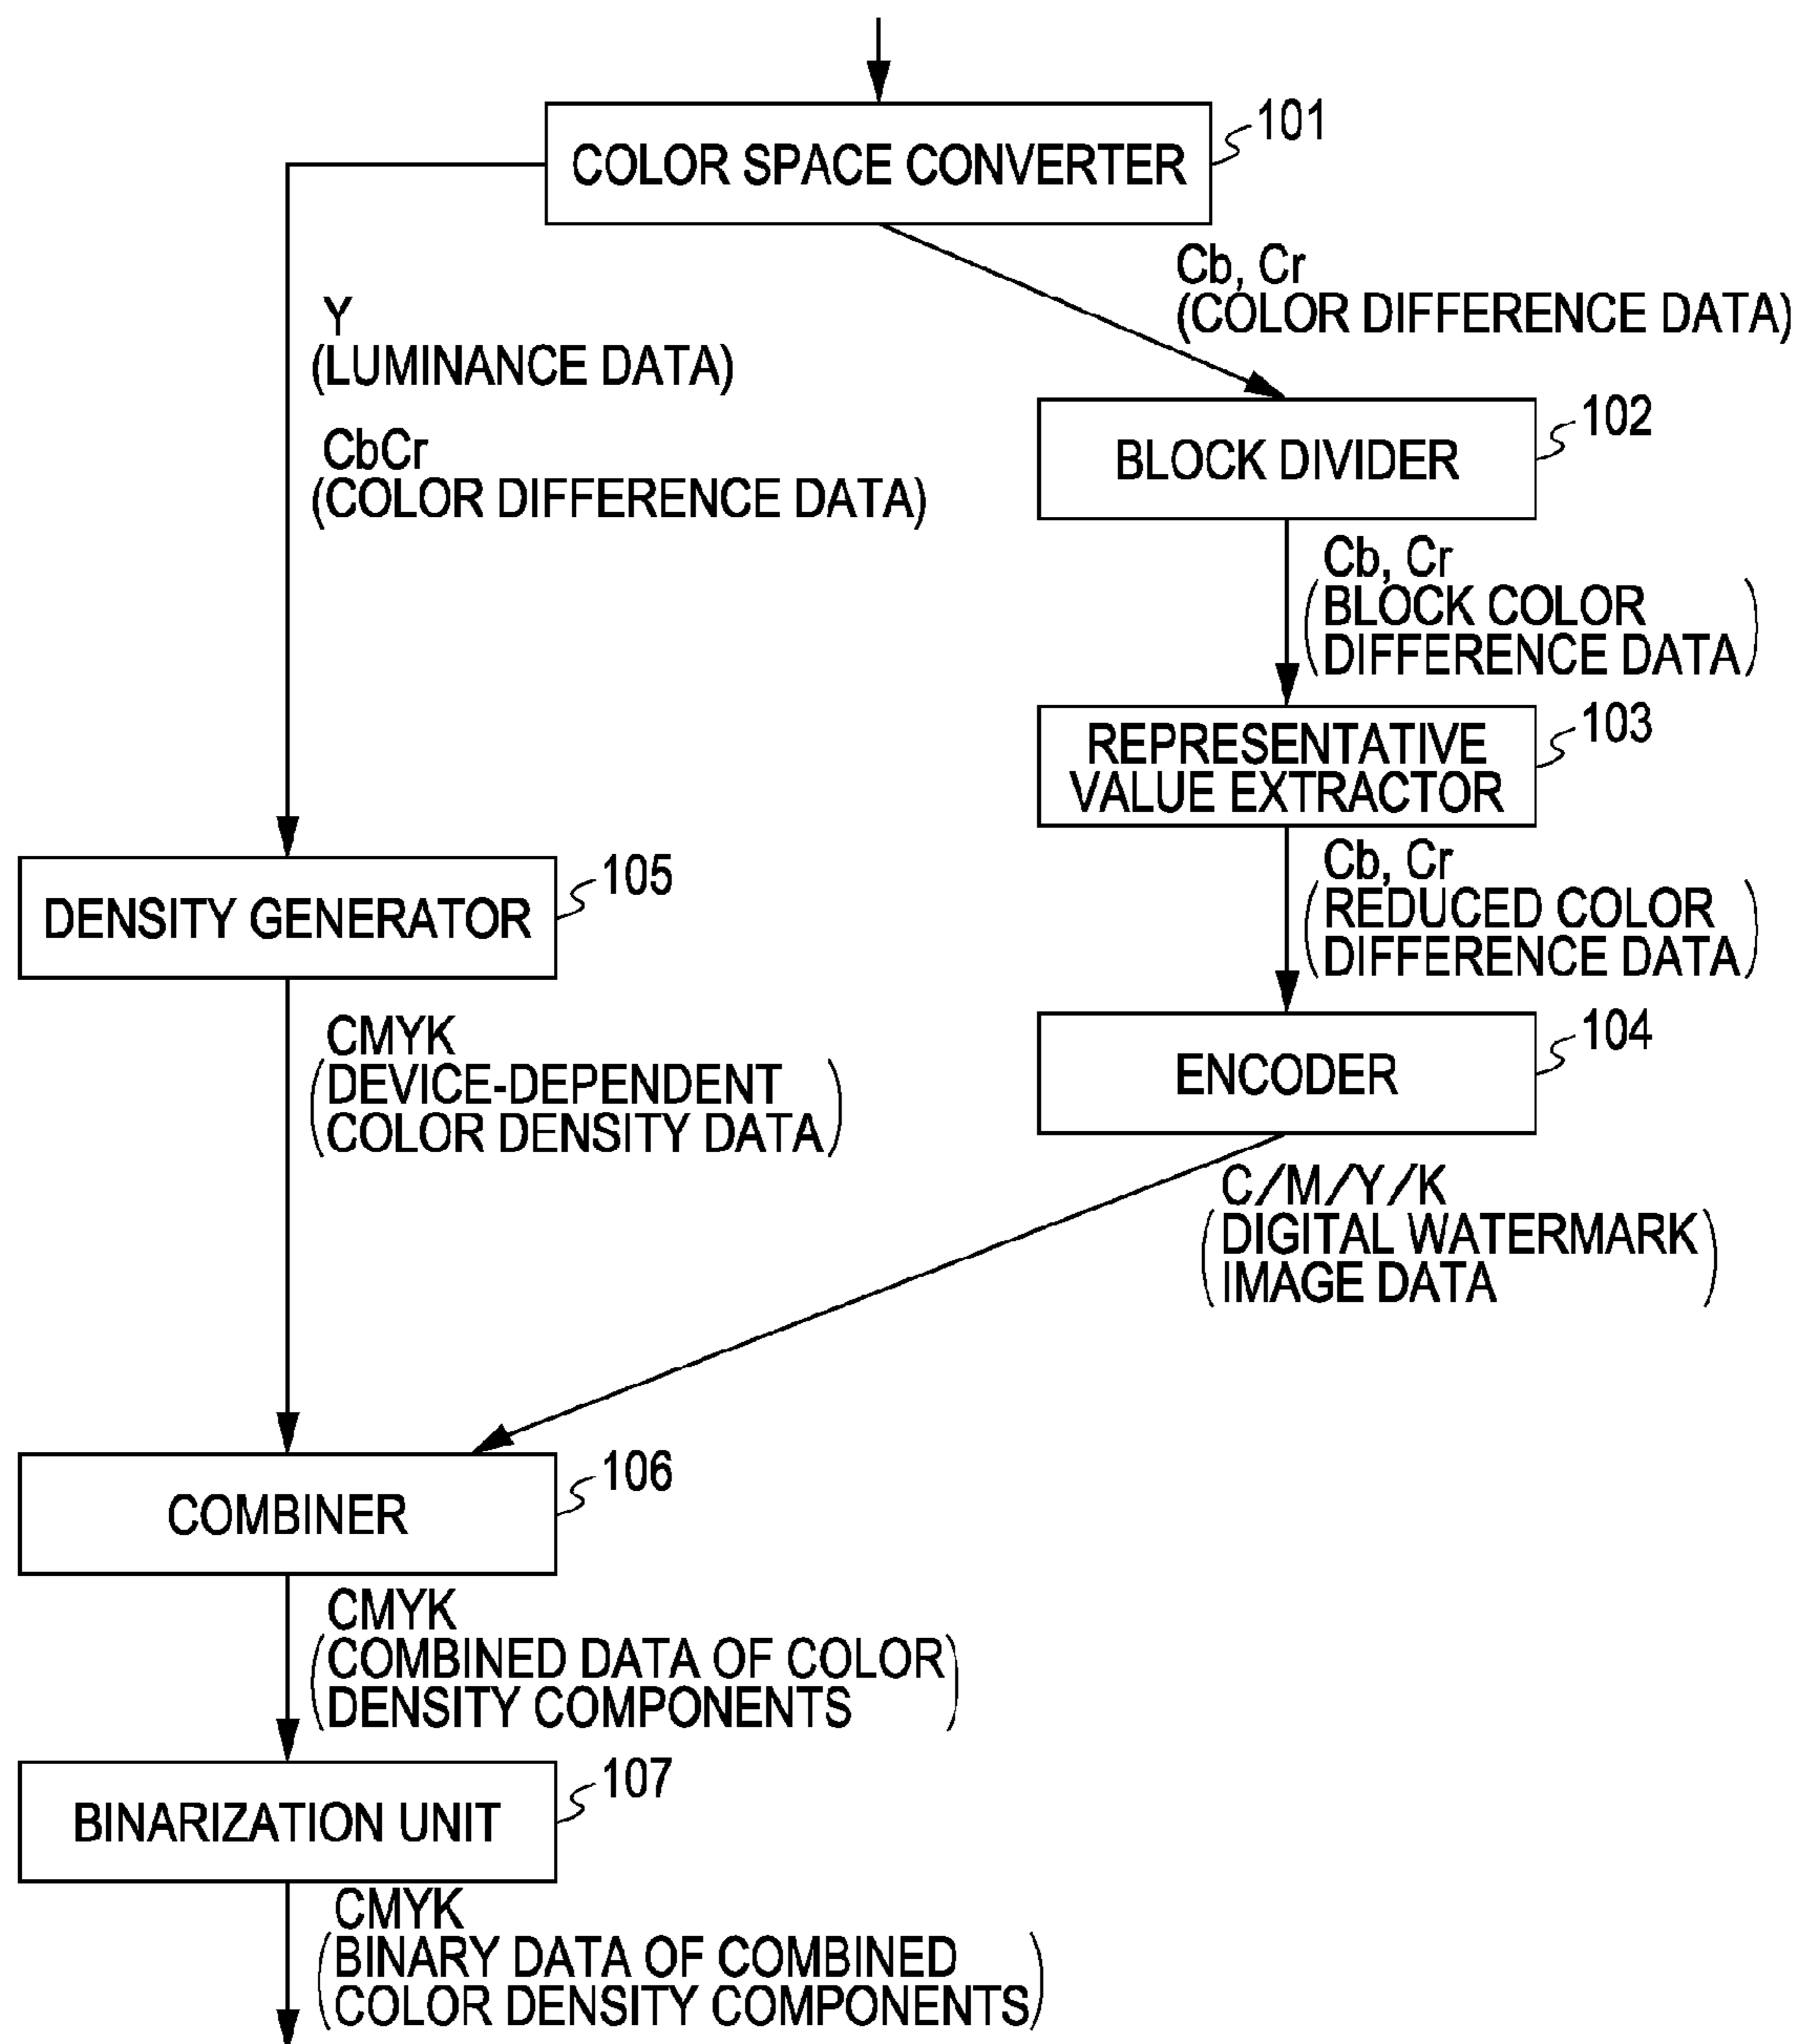 COLOR SPACE CONVERTER
101
Cb, Cr
(COLOR DIFFERENCE DATA)
Y
(LUMINANCE DATA)
CbCr
(COLOR DIFFERENCE DATA)
BLOCK DIVIDER
102
Cb, Cr
(BLOCK COLOR
DIFFERENCE DATA)
REPRESENTATIVE
VALUE EXTRACTOR
103
Cb, Cr
(REDUCED COLOR
DIFFERENCE DATA)
DENSITY GENERATOR
105
ENCODER
104
CMYK
(DEVICE-DEPENDENT
COLOR DENSITY DATA)
C/M/Y/K
(DIGITAL WATERMARK
IMAGE DATA)
COMBINER
106
CMYK
(COMBINED DATA OF COLOR
DENSITY COMPONENTS)
BINARIZATION UNIT
107
CMYK
(BINARY DATA OF COMBINED
COLOR DENSITY COMPONENTS)